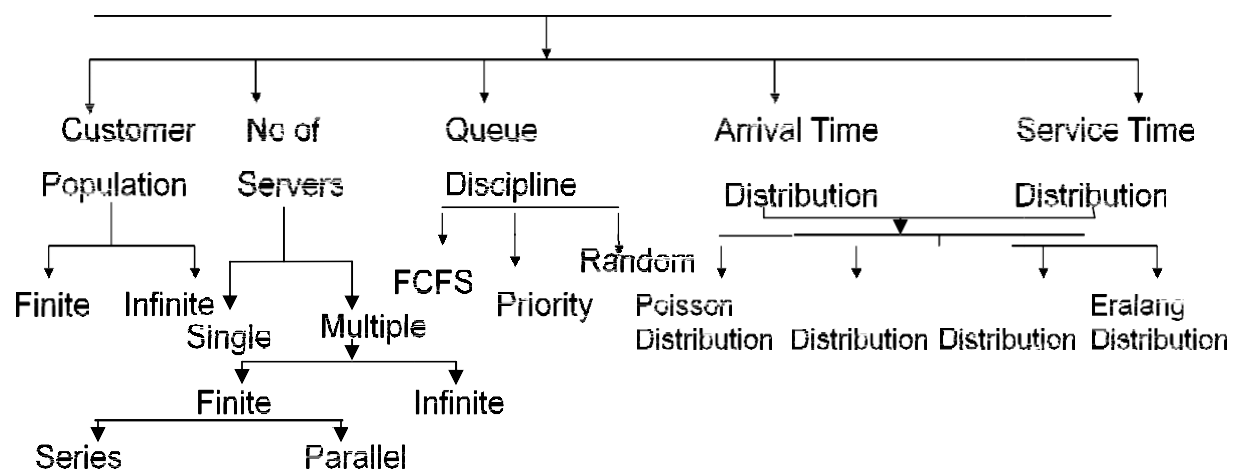 Customer
Population
No of
Servers
Queue
Discipline
Arrival Time
Distribution
Service Time
Distribution
Finite
Infinite
Single
Multiple
FCFS
Priority
Random
Poisson
Distribution
Distribution
Distribution
Eralang
Distribution
Finite
Infinite
Series
Parallel